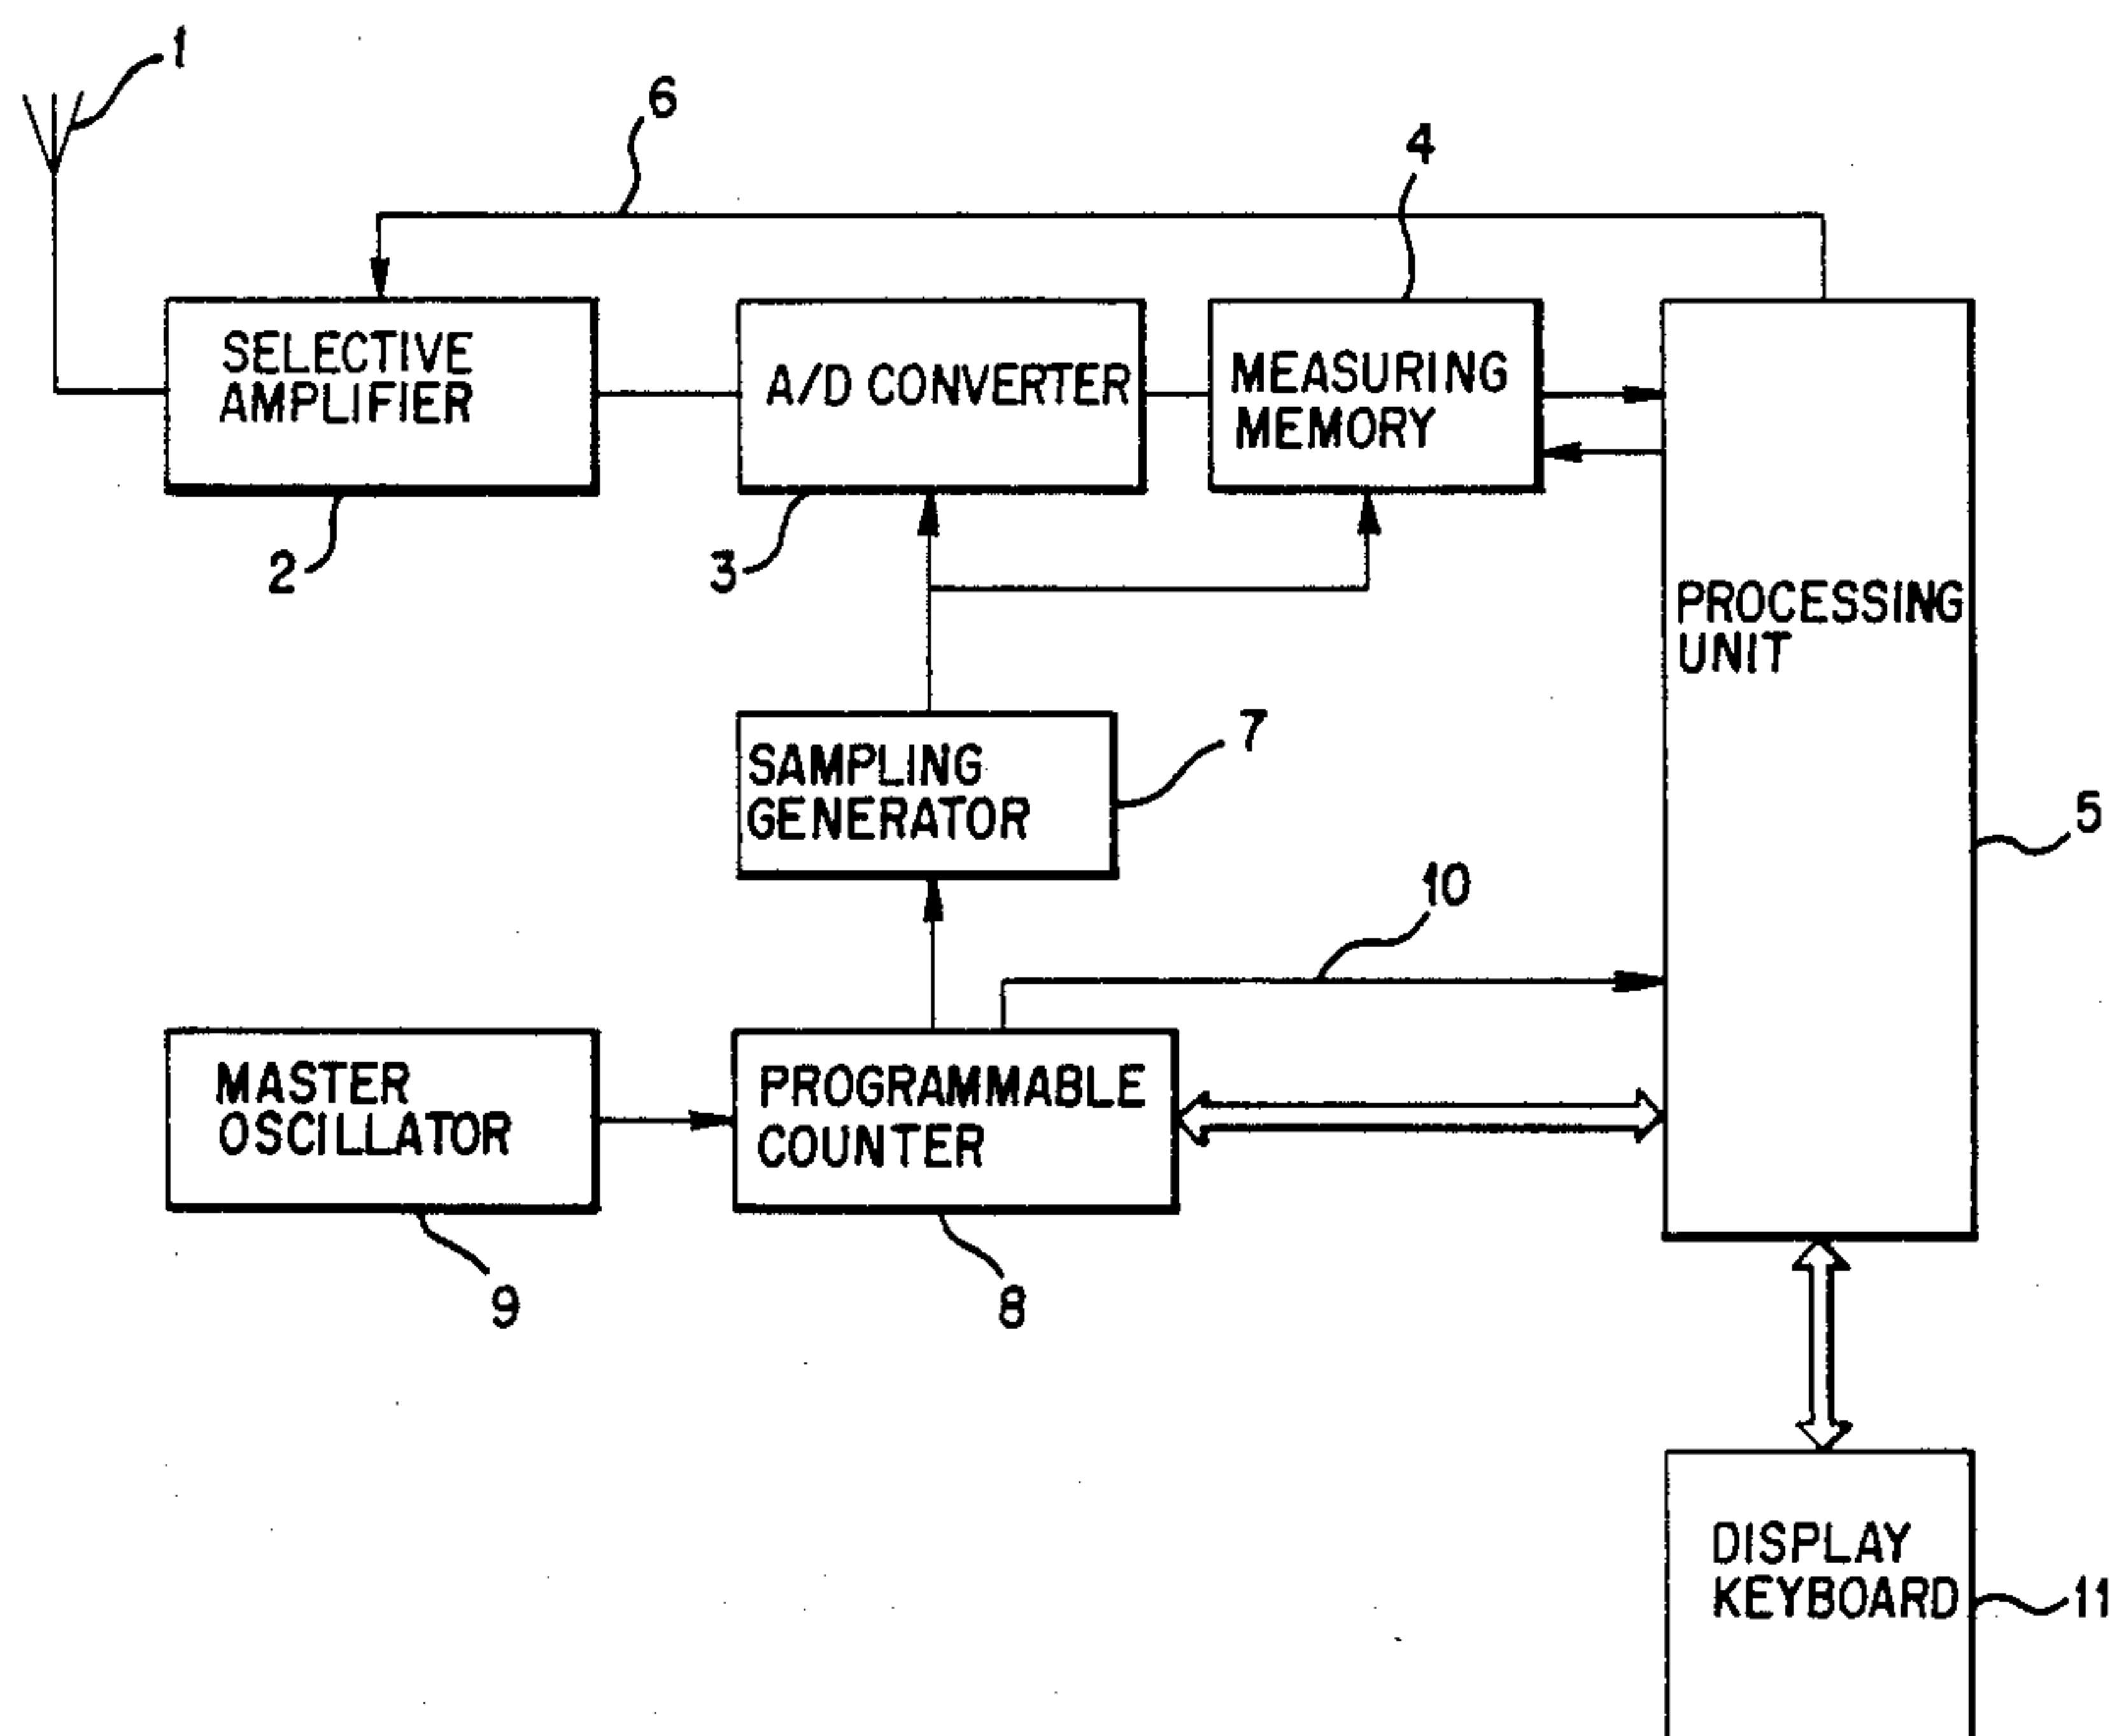 1
6
4
SELECTIVE
AMPLIFIER
A/D CONVERTER
MEASURING
MEMORY
2
3
PROCESSING
UNIT
SAMPLING
GENERATOR
7
5
10
MASTER
OSCILLATOR
PROGRAMMABLE
COUNTER
9
8
DISPLAY
KEYBOARD
11